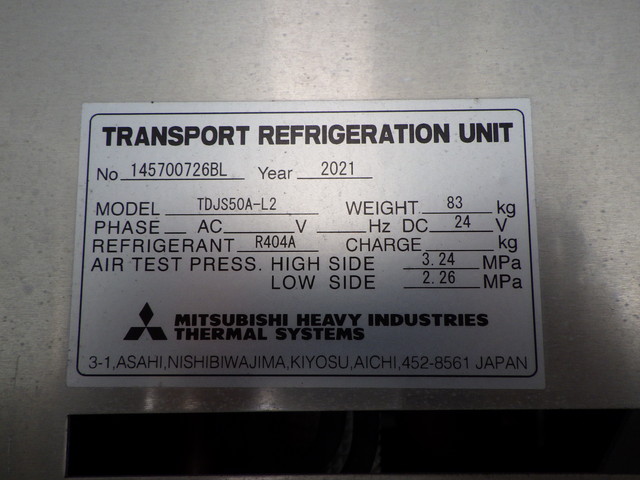 TRANSPORT REFRIGERATION UNIT
No 145700726BL Year 2021
MODEL TDJS50A-L2 WEIGHT 83 kg
PHASE AC V Hz DC 24 V
REFRIGERANT R404A CHARGE kg
AIR TEST PRESS. HIGH SIDE 3.24 MPa
LOW SIDE 2.26 MPa
MITSUBISHI HEAVY INDUSTRIES
THERMAL SYSTEMS
3-1,ASAHI,NISHIBIWAJIMA,KIYOSU,AICHI,452-8561 JAPAN